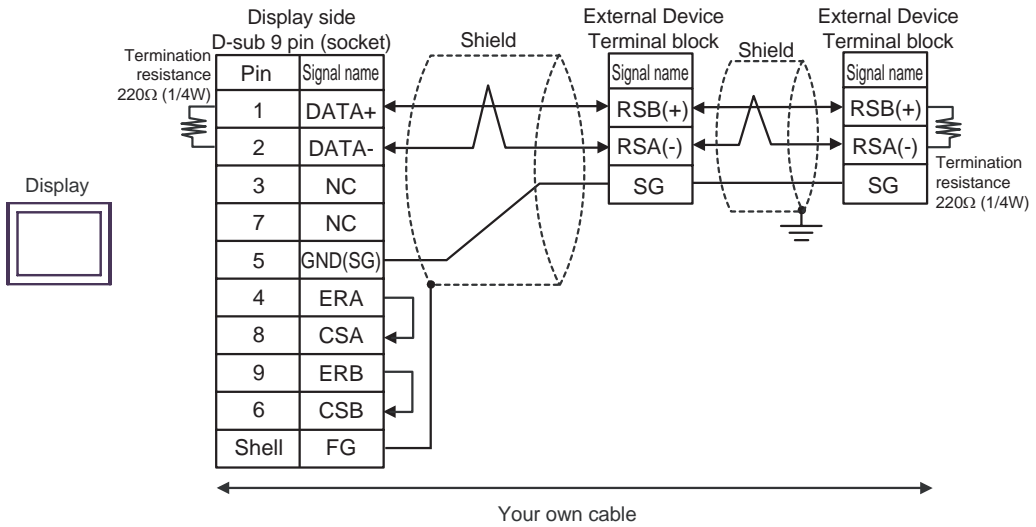 Display side
D-sub 9 pin (socket)
Termination
resistance
220Ω (1/4W)
Pin Signal name
1 DATA+
2 DATA-
3 NC
7 NC
5 GND(SG)
4 ERA
8 CSA
9 ERB
6 CSB
Shell FG
Display
Shield
External Device
Terminal block
Signal name
RSB(+)
RSA(-)
SG
Shield
External Device
Terminal block
Signal name
RSB(+)
RSA(-)
SG
Termination
resistance
220Ω (1/4W)
Your own cable